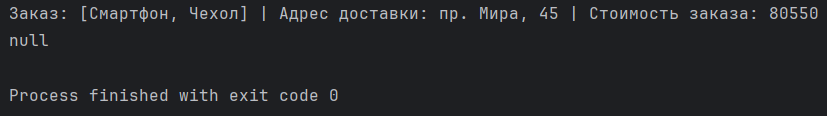 Заказ: [Смартфон, Чехол] | Адрес доставки: пр. Мира, 45 | Стоимость заказа: 80550
null
Process finished with exit code 0